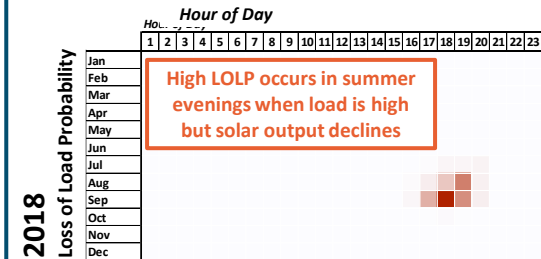 Hour of Day
1 2 3 4 5 6 7 8 9 10 11 12 13 14 15 16 17 18 19 20 21 22 23
2018
Loss of Load Probability
Jan
Feb
Mar
Apr
May
Jun
Jul
Aug
Sep
Oct
Nov
Dec
High LOLP occurs in summer
evenings when load is high
but solar output declines